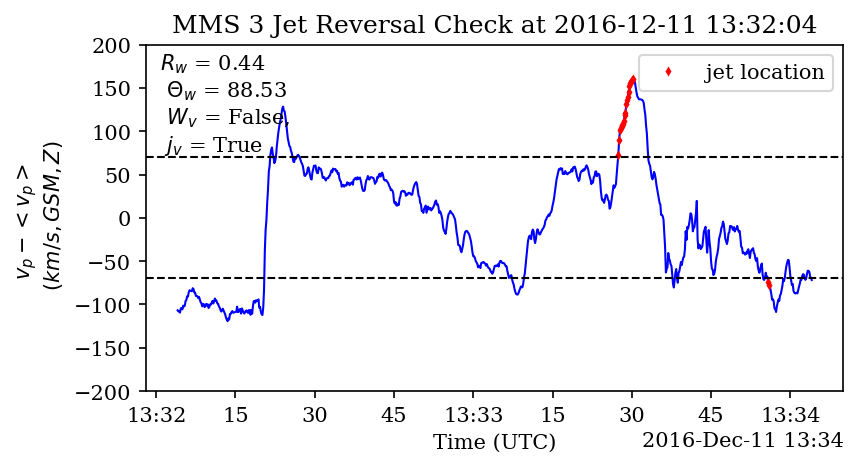 MMS 3 Jet Reversal Check at 2016-12-11 13:32:04
R_w = 0.44
Θ_w = 88.53
W_v = False,
j_v = True
jet location
v_p - < v_p >
(km/s, GSM, Z)
200
150
100
50
0
−50
−100
−150
−200
13:32 15 30 45 13:33 15 30 45 13:34
Time (UTC)
2016-Dec-11 13:34